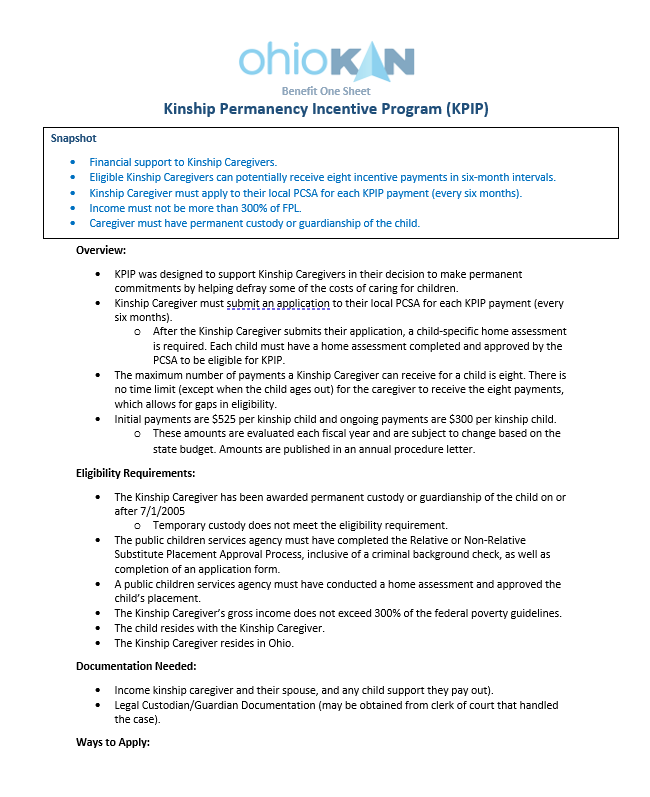 ohioKAN
Benefit One Sheet
Kinship Permanency Incentive Program (KPIP)
Snapshot
• Financial support to Kinship Caregivers.
• Eligible Kinship Caregivers can potentially receive eight incentive payments in six-month intervals.
• Kinship Caregiver must apply to their local PCSA for each KPIP payment (every six months).
• Income must not be more than 300% of FPL.
• Caregiver must have permanent custody or guardianship of the child.
Overview:
• KPIP was designed to support Kinship Caregivers in their decision to make permanent
commitments by helping defray some of the costs of caring for children.
• Kinship Caregiver must submit an application to their local PCSA for each KPIP payment (every
six months).
o After the Kinship Caregiver submits their application, a child-specific home assessment
is required. Each child must have a home assessment completed and approved by the
PCSA to be eligible for KPIP.
• The maximum number of payments a Kinship Caregiver can receive for a child is eight. There is
no time limit (except when the child ages out) for the caregiver to receive the eight payments,
which allows for gaps in eligibility.
• Initial payments are $525 per kinship child and ongoing payments are $300 per kinship child.
o These amounts are evaluated each fiscal year and are subject to change based on the
state budget. Amounts are published in an annual procedure letter.
Eligibility Requirements:
• The Kinship Caregiver has been awarded permanent custody or guardianship of the child on or
after 7/1/2005
o Temporary custody does not meet the eligibility requirement.
• The public children services agency must have completed the Relative or Non-Relative
Substitute Placement Approval Process, inclusive of a criminal background check, as well as
completion of an application form.
• A public children services agency must have conducted a home assessment and approved the
child's placement.
• The Kinship Caregiver's gross income does not exceed 300% of the federal poverty guidelines.
• The child resides with the Kinship Caregiver.
• The Kinship Caregiver resides in Ohio.
Documentation Needed:
• Income kinship caregiver and their spouse, and any child support they pay out).
• Legal Custodian/Guardian Documentation (may be obtained from clerk of court that handled
the case).
Ways to Apply: